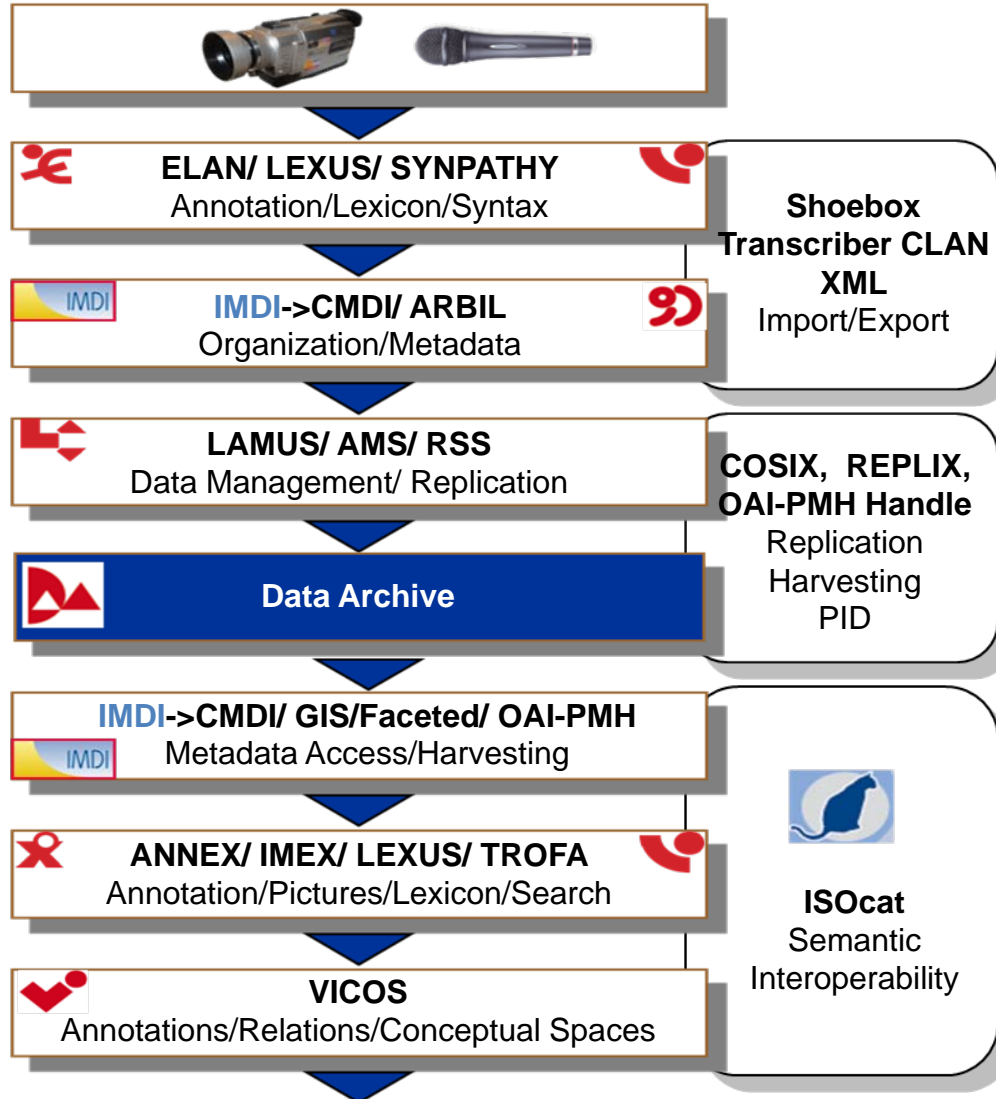 ELAN/ LEXUS/ SYNPATHY
Annotation/Lexicon/Syntax
IMDI
IMDI->CMDI/ ARBIL
Organization/Metadata
Shoebox
Transcriber CLAN
XML
Import/Export
LAMUS/ AMS/ RSS
Data Management/ Replication
Data Archive
COSIX, REPLIX,
OAI-PMH Handle
Replication
Harvesting
PID
IMDI->CMDI/ GIS/Faceted/ OAI-PMH
Metadata Access/Harvesting
IMDI
ANNEX/ IMEX/ LEXUS/ TROFA
Annotation/Pictures/Lexicon/Search
VICOS
Annotations/Relations/Conceptual Spaces
ISOcat
Semantic
Interoperability